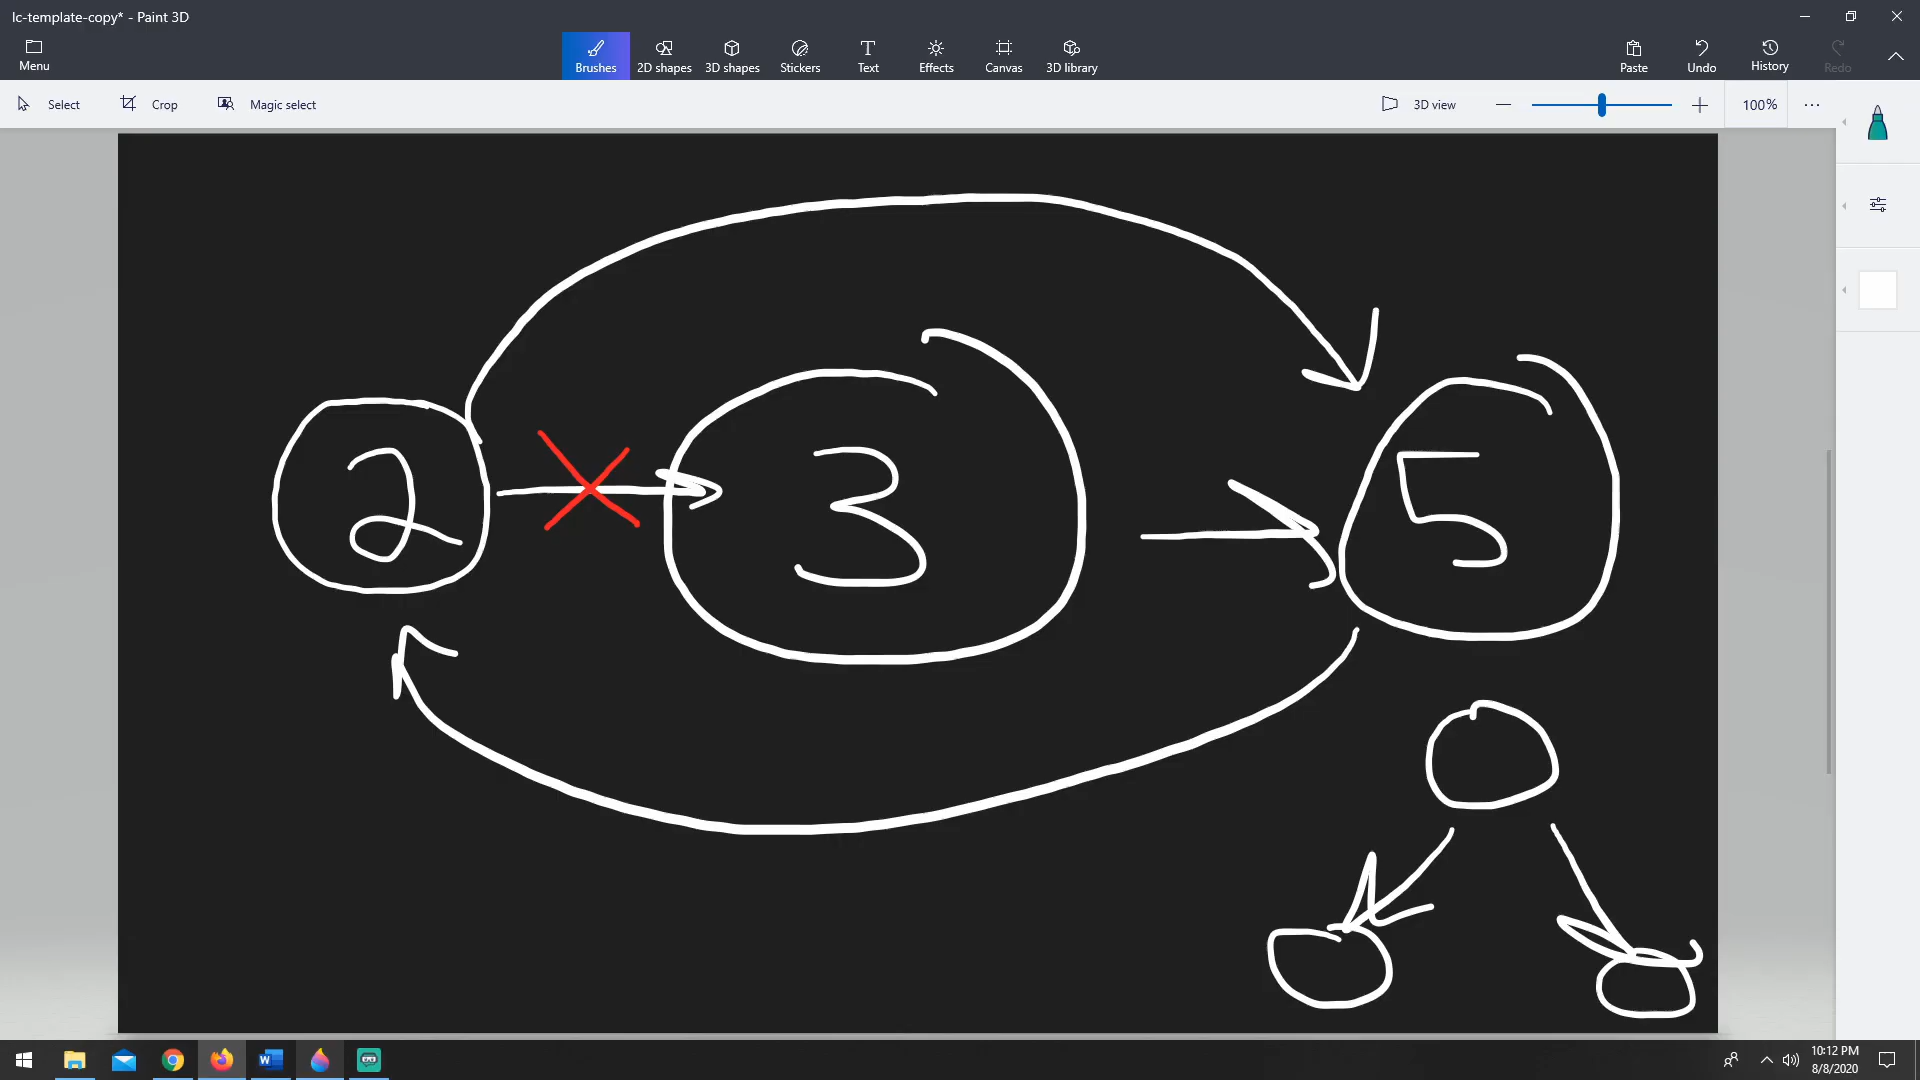 lc-template-copy* - Paint 3D
Menu
Brushes 2D shapes 3D shapes Stickers Text Effects Canvas 3D library Paste Undo History Redo
Select Crop Magic select 3D view 100%
2 3 5
10:12 PM
8/8/2020